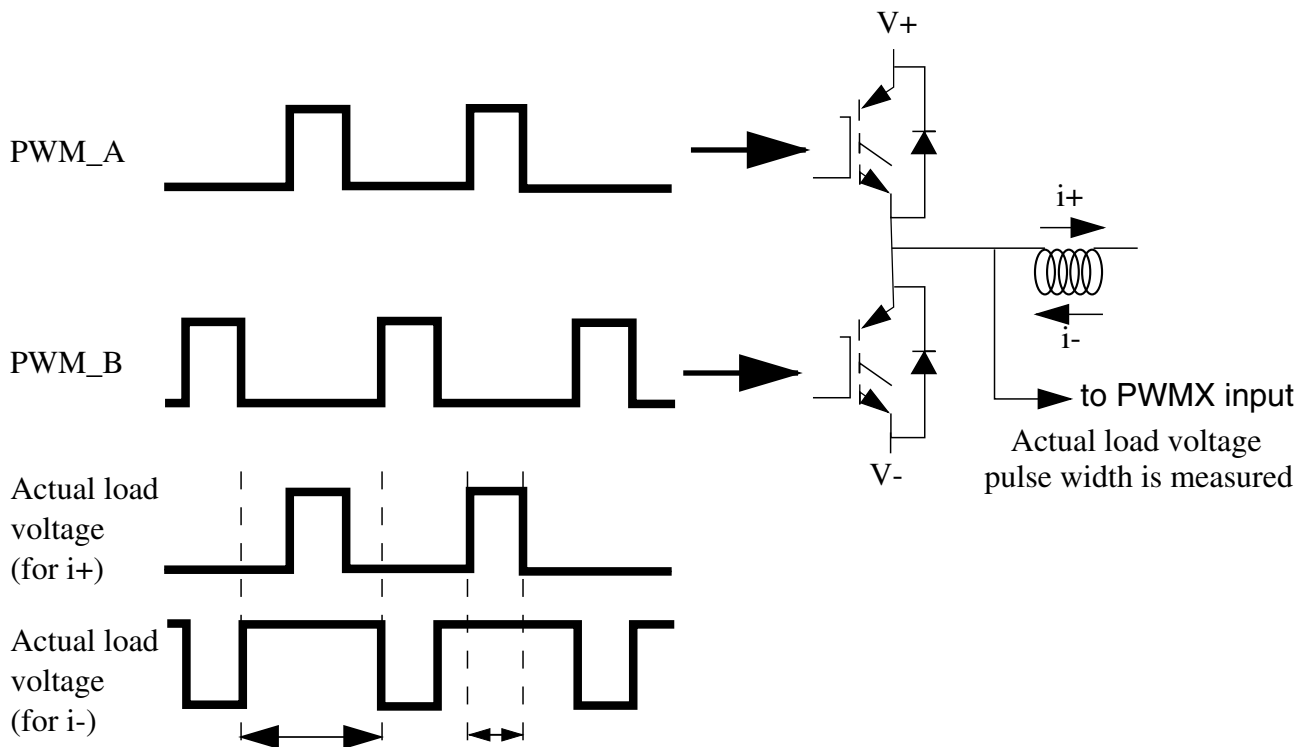 PWM_A
PWM_B
V+
i+
i-
to PWMX input
V-
Actual load voltage
pulse width is measured
Actual load
voltage
(for i+)
Actual load
voltage
(for i-)